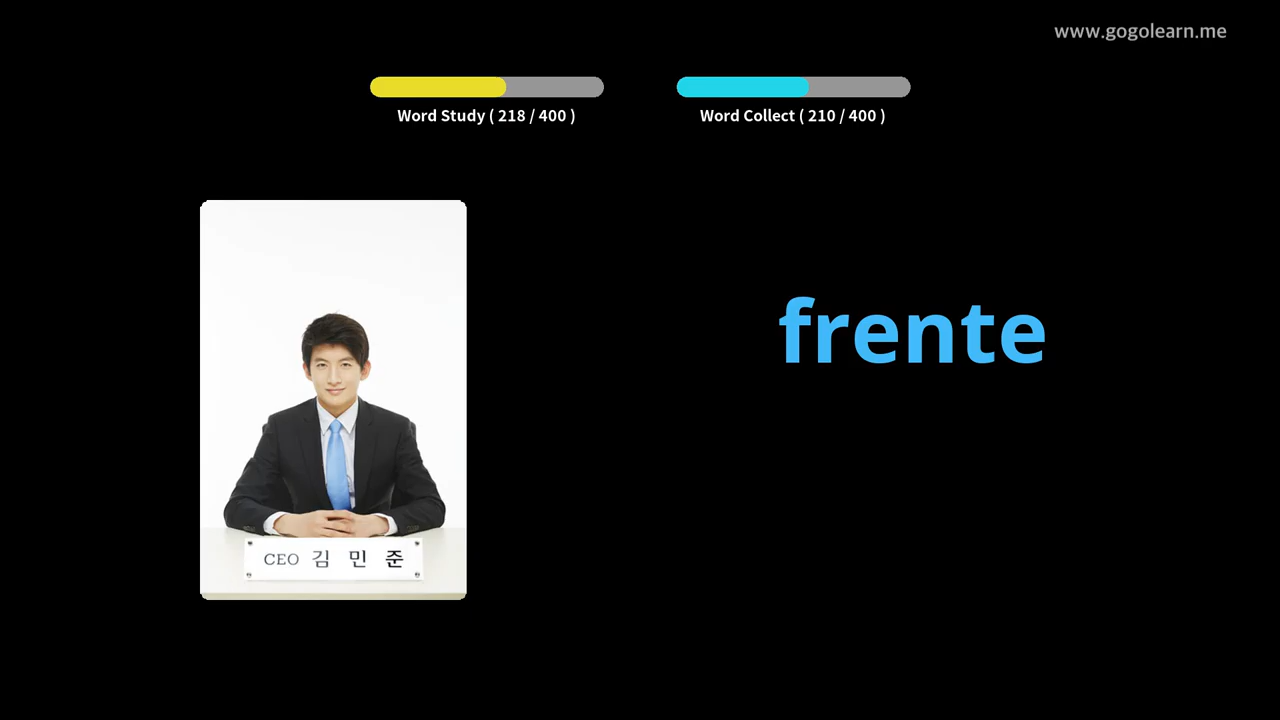 www.gogolearn.me
Word Study ( 218 / 400 )
Word Collect ( 210 / 400 )
frente
CEO 김 민 준